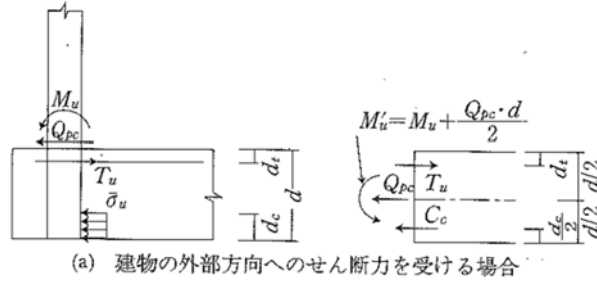 M_u
Q_pc
T_u
σ̄_u
d_t
d
d_c
M'_u=M_u+Q_pc·d/2
Q_pc
T_u
C_c
d_t
d_c/2
d/2
d/2
(a) 建物の外部方向へのせん断力を受ける場合